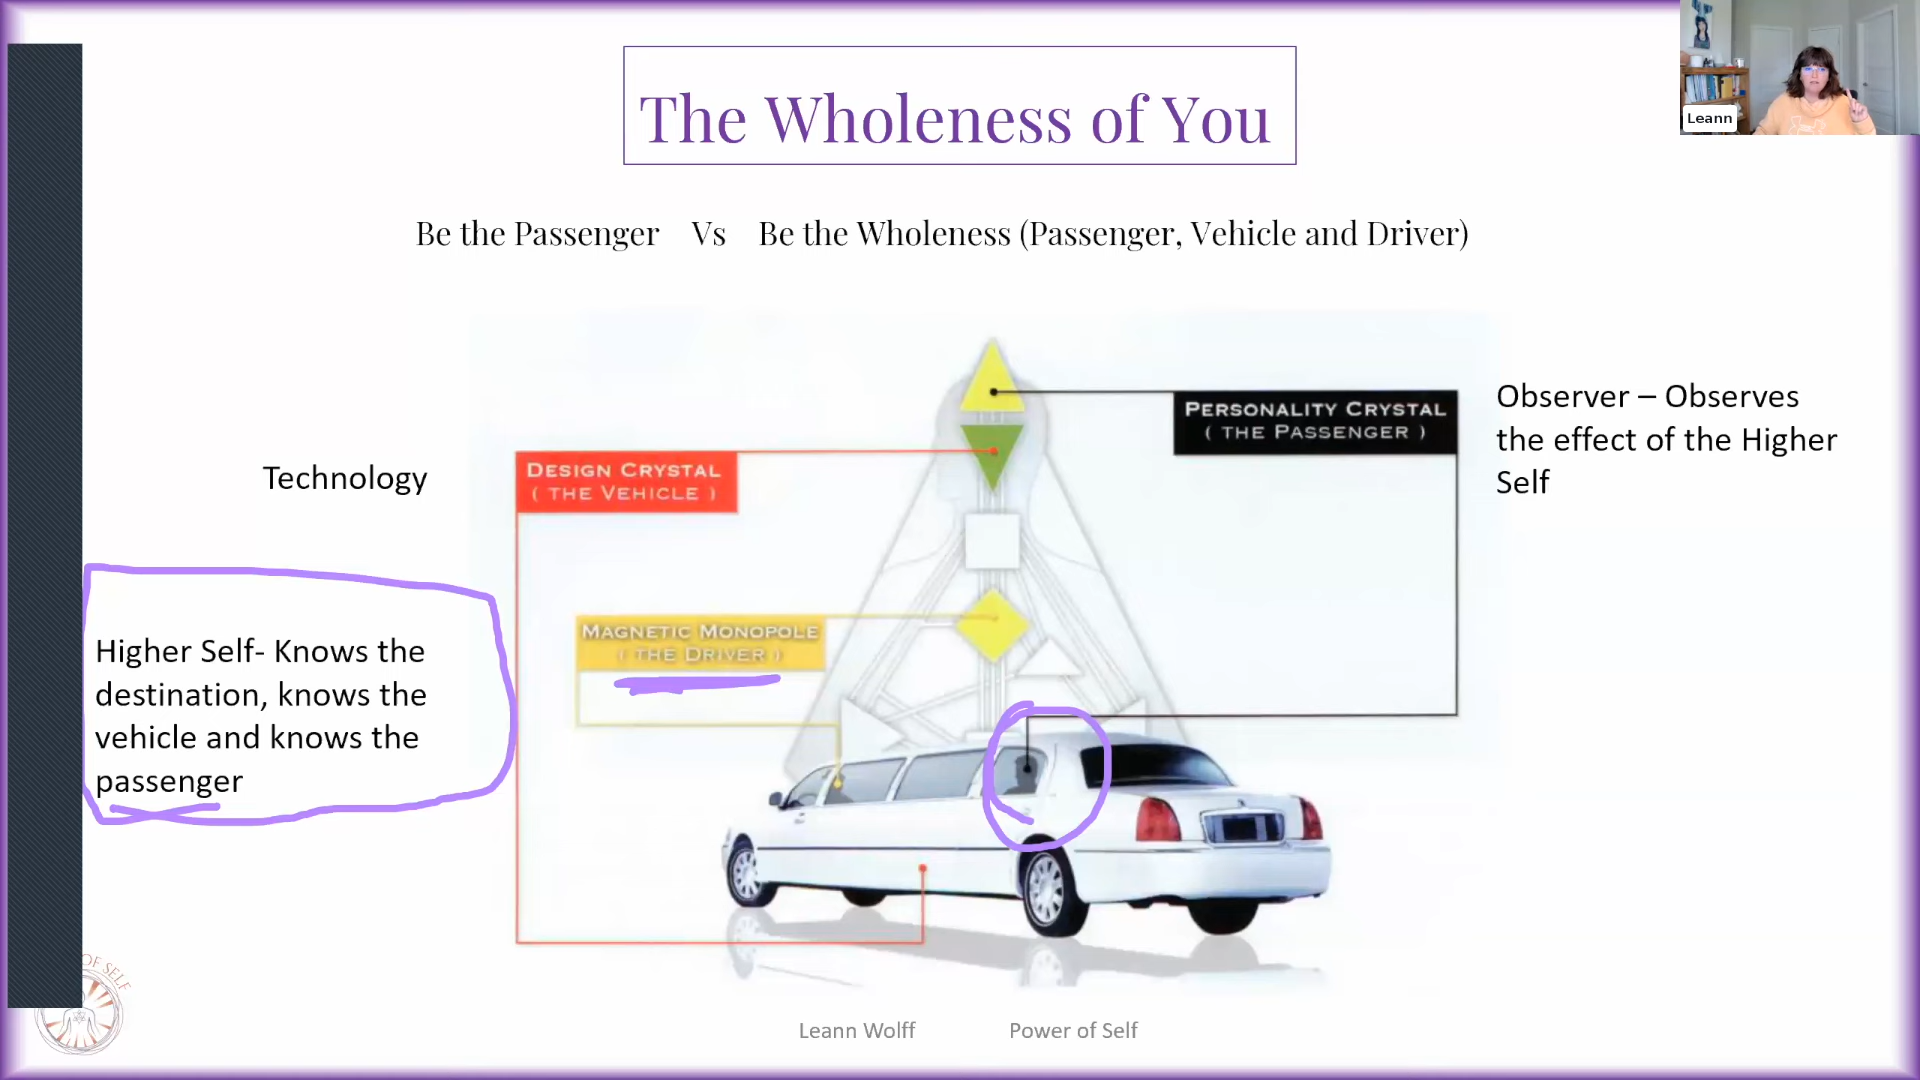 Leann
The Wholeness of You
Be the Passenger Vs Be the Wholeness (Passenger, Vehicle and Driver)
PERSONALITY CRYSTAL
( THE PASSENGER )
Observer – Observes
the effect of the Higher
Self
Technology
DESIGN CRYSTAL
( THE VEHICLE )
MAGNETIC MONOPOLE
( THE DRIVER )
Higher Self- Knows the
destination, knows the
vehicle and knows the
passenger
OF SELF
Leann Wolff Power of Self